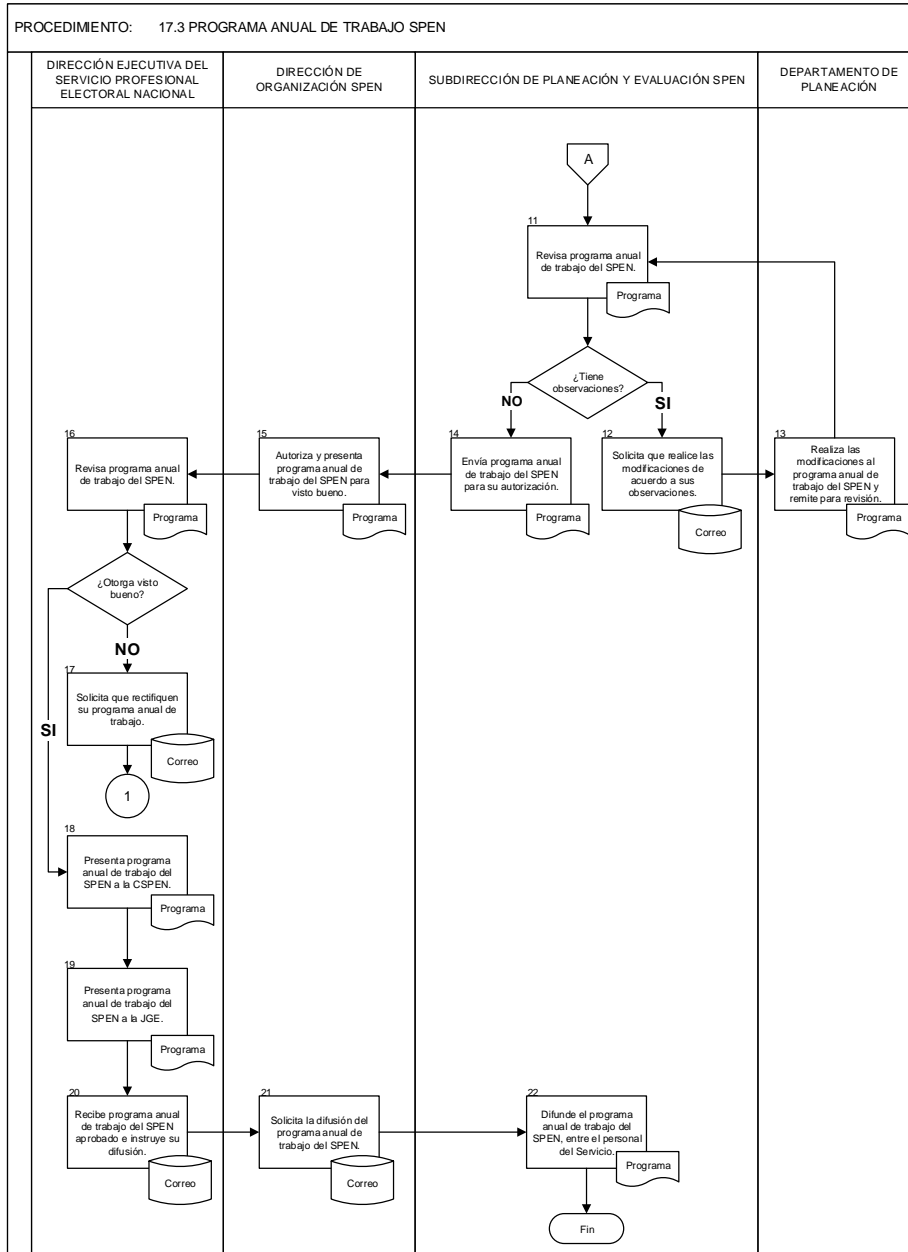 PROCEDIMIENTO: 17.3 PROGRAMA ANUAL DE TRABAJO SPEN
DIRECCIÓN EJECUTIVA DEL
SERVICIO PROFESIONAL
ELECTORAL NACIONAL
DIRECCIÓN DE
ORGANIZACIÓN SPEN
SUBDIRECCIÓN DE PLANEACIÓN Y EVALUACIÓN SPEN
DEPARTAMENTO DE
PLANEACIÓN
A
11
Revisa programa anual
de trabajo del SPEN.
Programa
¿Tiene
observaciones?
NO
SI
16
Revisa programa anual
de trabajo del SPEN.
Programa
15
Autoriza y presenta
programa anual de
trabajo del SPEN para
visto bueno.
Programa
14
Envía programa anual
de trabajo del SPEN
para su autorización.
Programa
12
Solicita que realice las
modificaciones de
acuerdo a sus
observaciones.
Correo
13
Realiza las
modificaciones al
programa anual de
trabajo del SPEN y
remite para revisión.
Programa
¿Otorga visto
bueno?
NO
SI
17
Solicita que rectifiquen
su programa anual de
trabajo.
Correo
1
18
Presenta programa
anual de trabajo del
SPEN a la CSPEN.
Programa
19
Presenta programa
anual de trabajo del
SPEN a la JGE.
Programa
20
Recibe programa anual
de trabajo del SPEN
aprobado e instruye su
difusión.
Correo
21
Solicita la difusión del
programa anual de
trabajo del SPEN.
Correo
22
Difunde el programa
anual de trabajo del
SPEN, entre el personal
del Servicio.
Programa
Fin